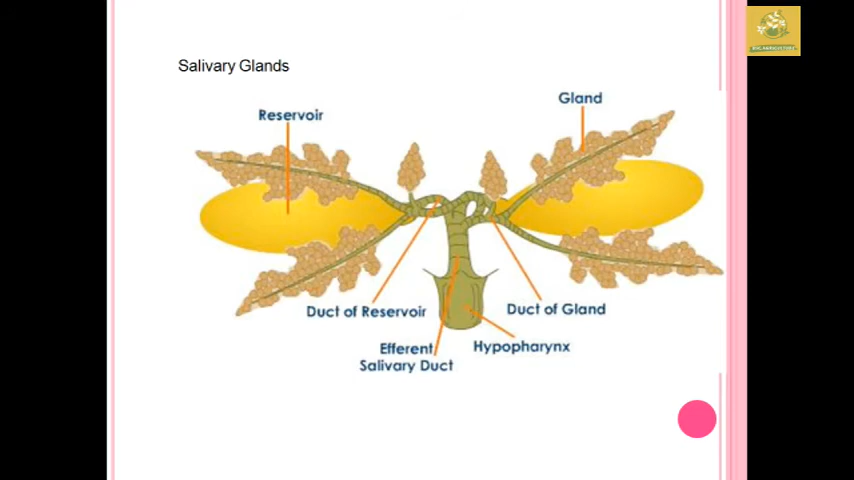 Salivary Glands
Gland
Reservoir
Duct of Reservoir
Duct of Gland
Efferent
Salivary Duct
Hypopharynx